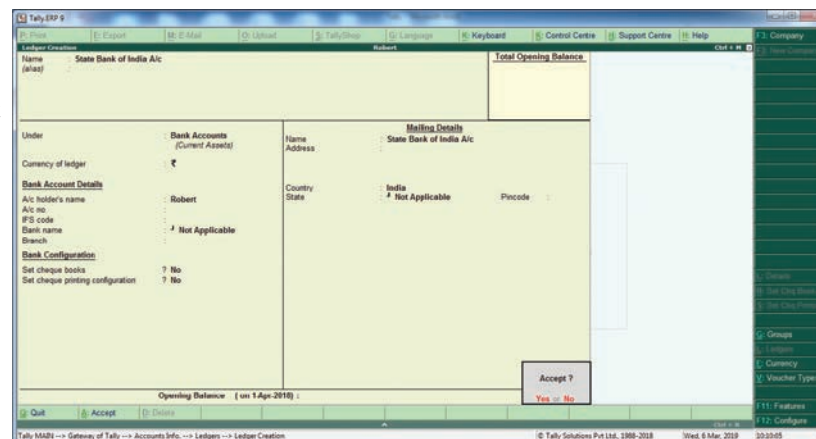 Tally.ERP 9
P: Print E: Export M: E-Mail O: Upload S: TallyShop G: Language K: Keyboard K: Control Centre H: Support Centre H: Help
F1: Company
Ledger Creation Robert Ctrl + M
F3: New Company
Name : State Bank of India A/c
(alias) :
Total Opening Balance
Under : Bank Accounts
(Current Assets)
Currency of ledger : ₹
Bank Account Details
A/c holder's name : Robert
A/c no :
IFS code :
Bank name : Not Applicable
Branch :
Bank Configuration
Set cheque books ? No
Set cheque printing configuration ? No
Mailing Details
Name : State Bank of India A/c
Address :
Country : India
State : Not Applicable Pincode :
L: Details
G: Groups
L: Ledgers
C: Currency
V: Voucher Type
F11: Features
F12: Configure
Accept ?
Yes or No
Opening Balance ( on 1-Apr-2018) :
Q: Quit A: Accept D: Delete
Ctrl + N
Tally MAIN --> Gateway of Tally --> Accounts Info. --> Ledgers --> Ledger Creation © Tally Solutions Pvt Ltd., 1988-2018 Wed, 6 Mar, 2019 10:10:05